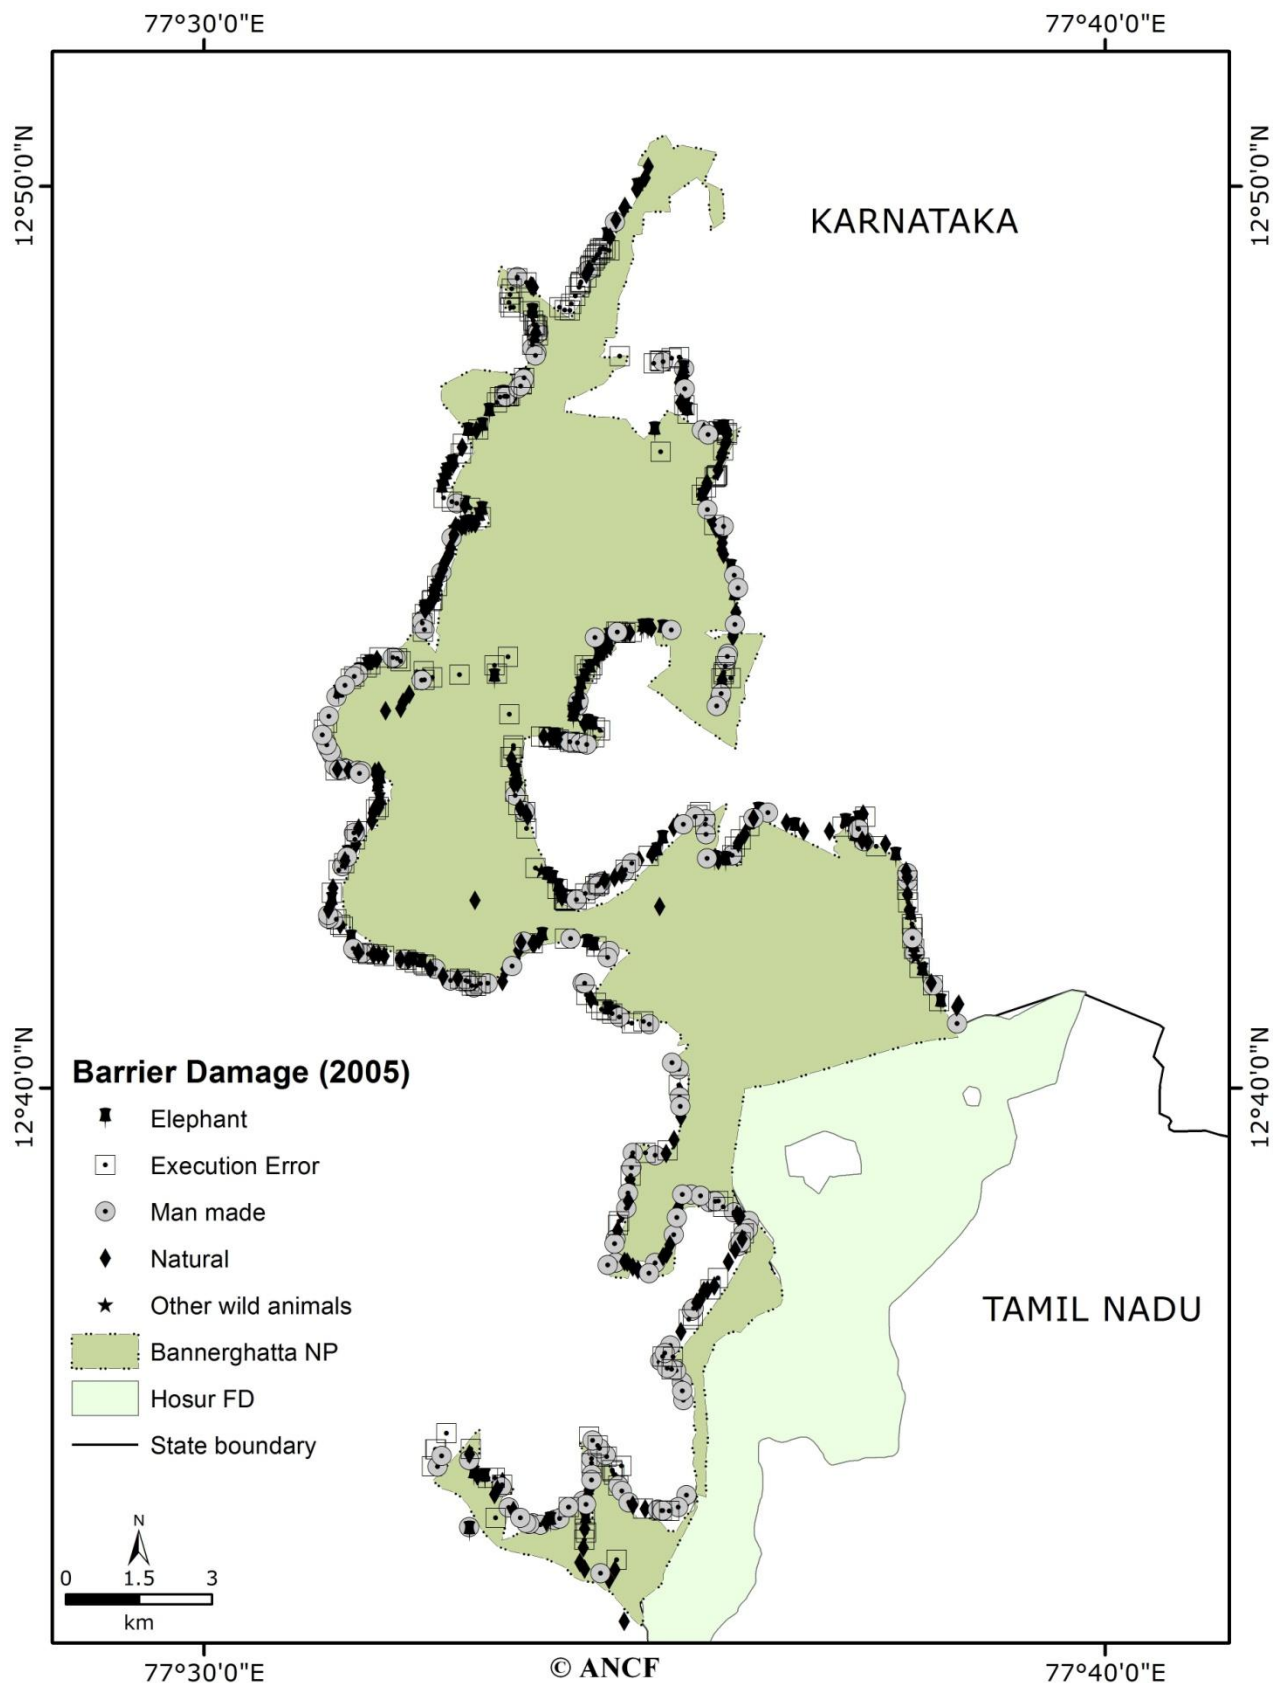 77°30'0"E
77°40'0"E
12°50'0"N
12°50'0"N
KARNATAKA
12°40'0"N
12°40'0"N
Barrier Damage (2005)
Elephant
Execution Error
Man made
Natural
Other wild animals
Bannerghatta NP
Hosur FD
State boundary
TAMIL NADU
N
0 1.5 3
km
77°30'0"E
© ANCF
77°40'0"E